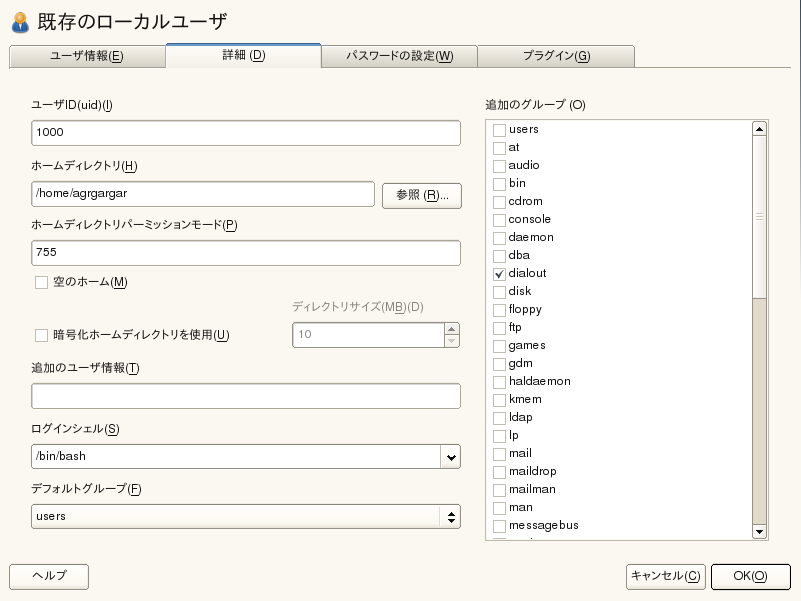 既存のローカルユーザ
ユーザ情報(E)
詳細 (D)
パスワードの設定(W)
プラグイン(G)
ユーザID(uid)(I)
1000
ホームディレクトリ(H)
/home/agrgargar
参照 (R)...
ホームディレクトリパーミッションモード(P)
755
空のホーム(M)
ディレクトリサイズ(MB)(D)
暗号化ホームディレクトリを使用(U)
10
追加のユーザ情報(T)
ログインシェル(S)
/bin/bash
デフォルトグループ(F)
users
追加のグループ (O)
users
at
audio
bin
cdrom
console
daemon
dba
dialout
disk
floppy
ftp
games
gdm
haldaemon
kmem
ldap
lp
mail
maildrop
mailman
man
messagebus
ヘルプ
キャンセル(C)
OK(O)